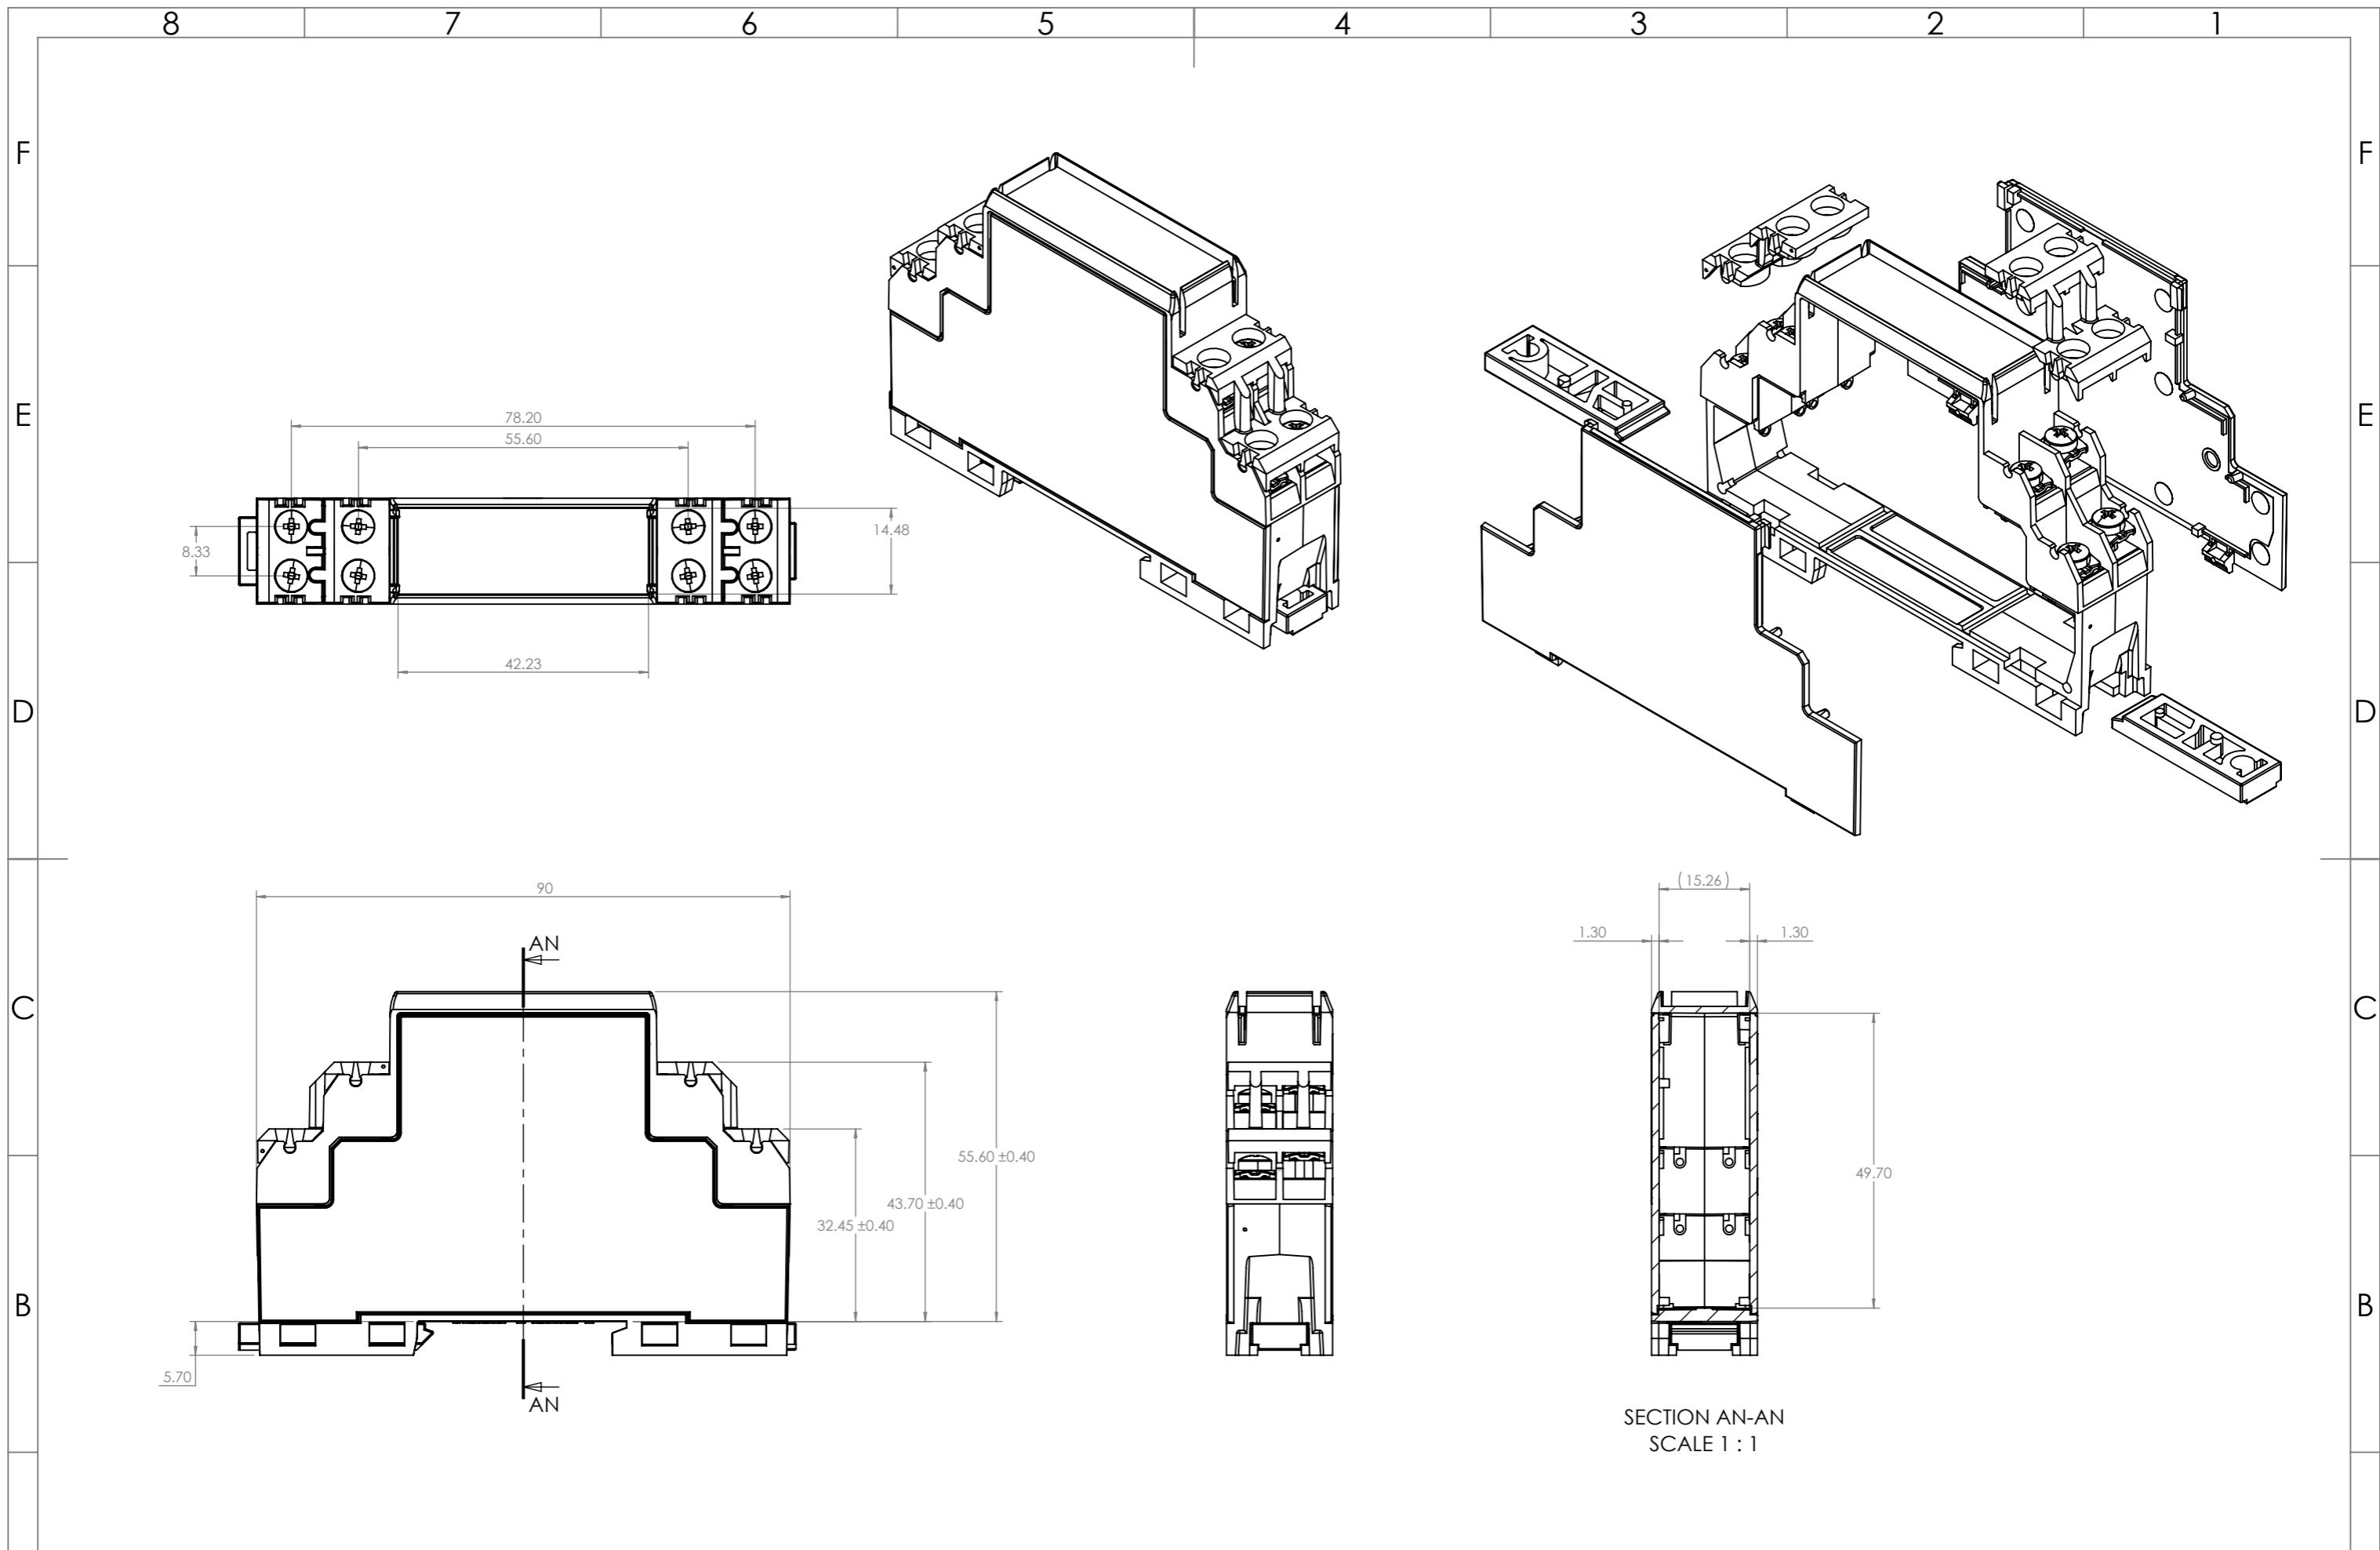 8 7 6 5 4 3 2 1
F F
E E
78.20
55.60
14.48
8.33
42.23
D D
90
(15.26)
1.30 1.30
AN
C C
55.60 ±0.40
43.70 ±0.40
32.45 ±0.40
49.70
B B
5.70
AN
SECTION AN-AN
SCALE 1 : 1